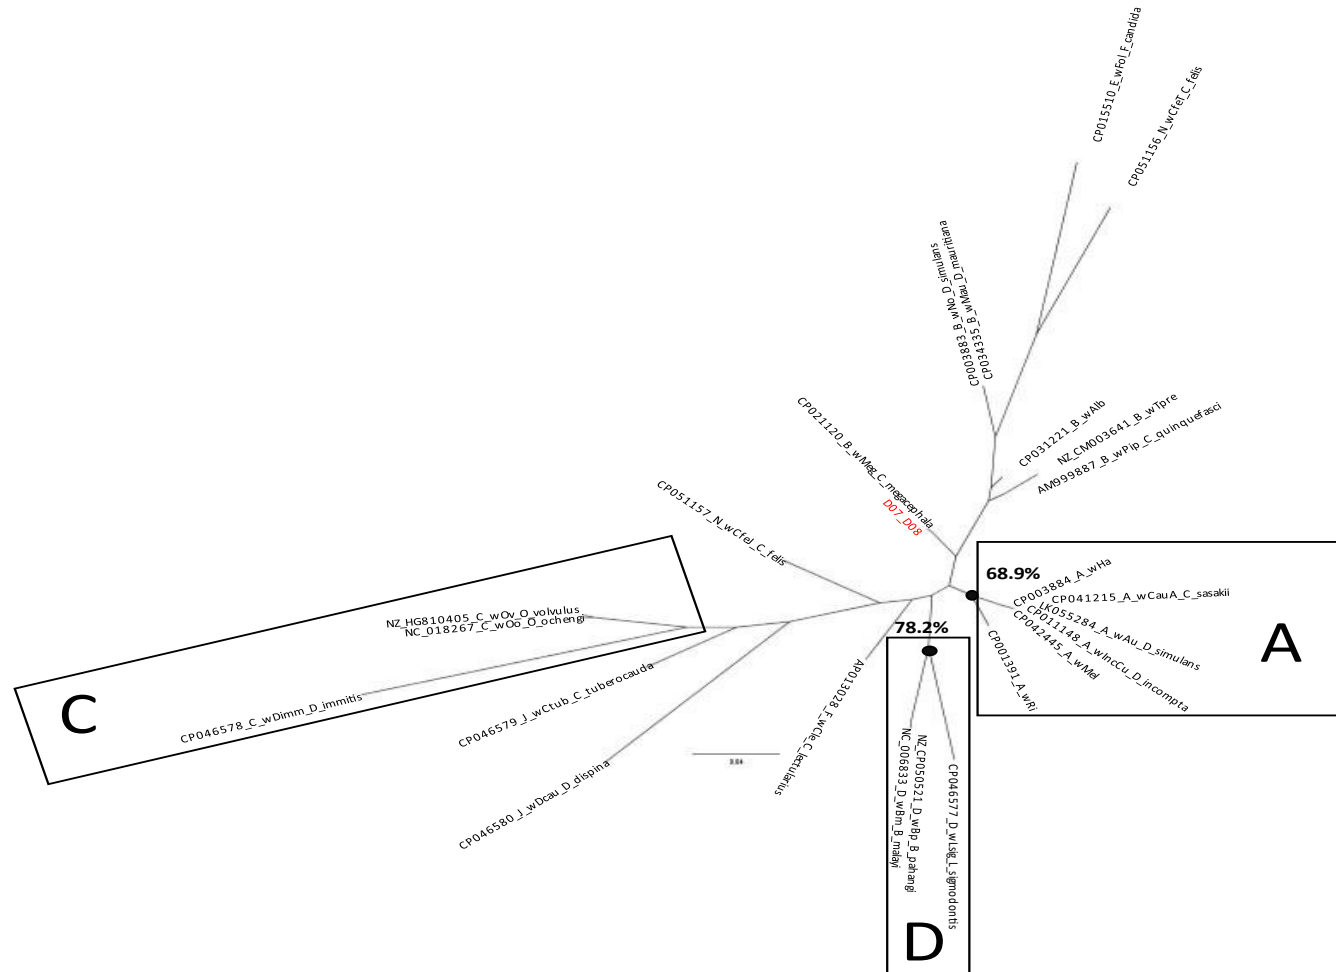 CP015510_E_wFol_F_candida
CP051156_N_wCfeT_C_felis
CP003883_B_wNo_D_simulans
CP034335_B_wMau_D_mauritiana
CP031221_B_wAlb
NZ_CM003641_B_wTpre
AM999887_B_wPip_C_quinquefasci
CP021120_B_wMeg_C_megacephala
D07_D08
CP051157_N_wCfeJ_C_felis
68.9%
CP003884_A_wHa
CP041215_A_wCauA_C_sasakii
LK055284_A_wAu_D_simulans
CP011148_A_wIncCu_D_incompta
CP042445_A_wMel
CP001391_A_wRi
A
NZ_HG810405_C_wOv_O_volvulus
NC_018267_C_wOo_O_ochengi
CP046578_C_wDimm_D_immitis
C
CP046579_J_wCtub_C_tuberocauda
CP046580_J_wDcau_D_dispina
AP013028_F_wCle_C_lectularius
78.2%
NC_006833_D_wBm_B_malayi
NZ_CP050521_D_wBp_B_pahangi
CP046577_D_wLsig_L_sigmodontis
D